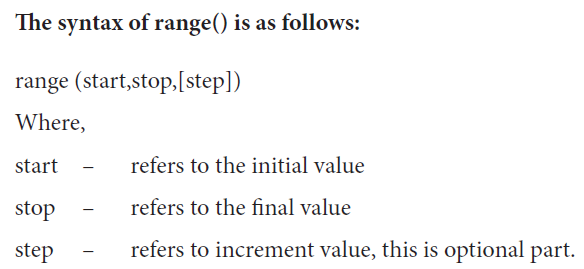 The syntax of range() is as follows:
range (start,stop,[step])
Where,
start – refers to the initial value
stop – refers to the final value
step – refers to increment value, this is optional part.